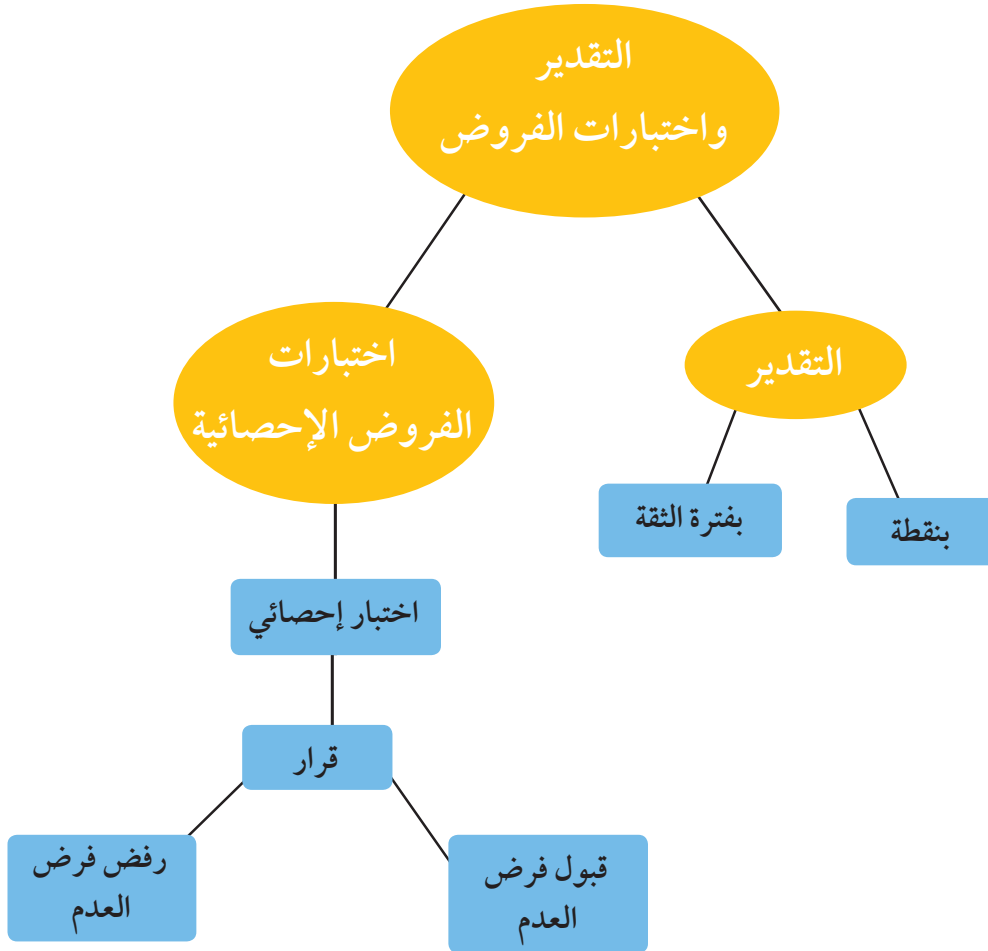 التقدير
واختبارات الفروض
التقدير
بنقطة
بفترة الثقة
اختبارات
الفروض الإحصائية
اختبار إحصائي
قرار
قبول فرض
العدم
رفض فرض
العدم